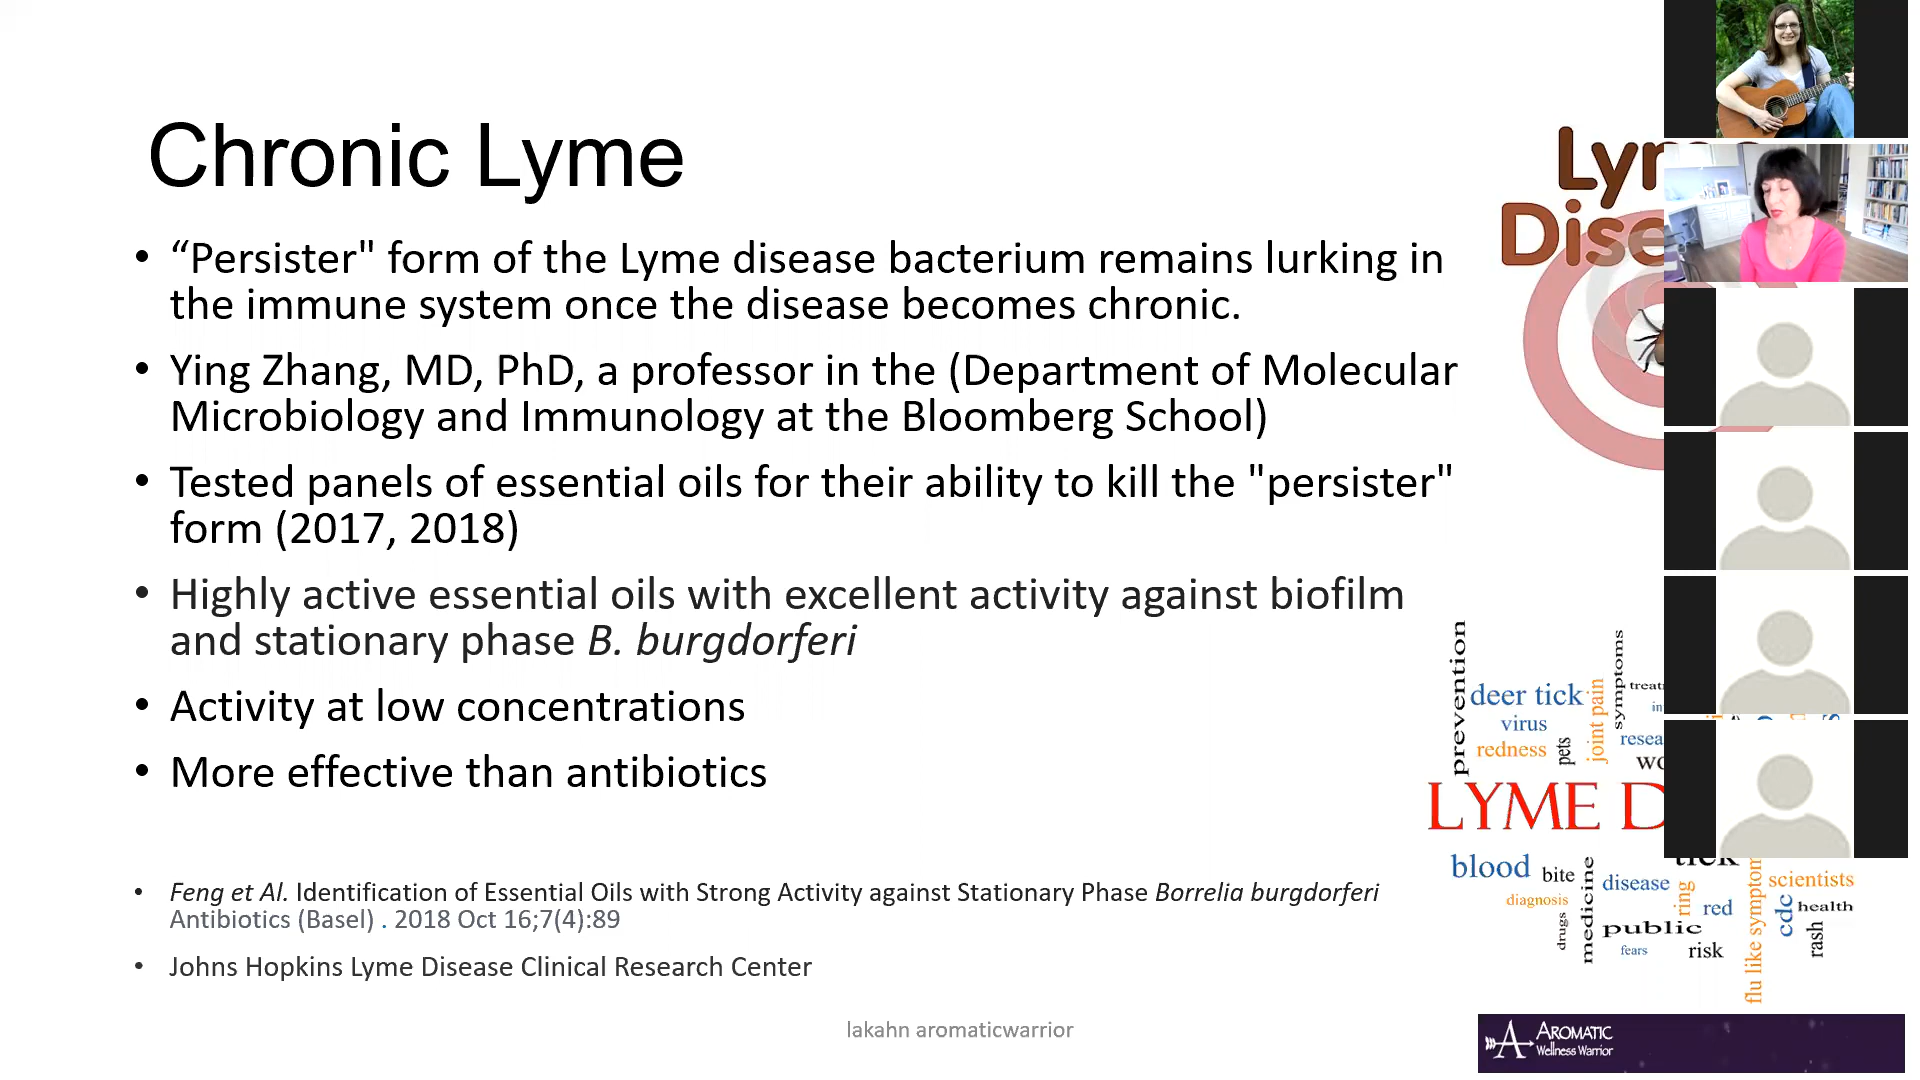 Chronic Lyme
• “Persister" form of the Lyme disease bacterium remains lurking in
the immune system once the disease becomes chronic.
• Ying Zhang, MD, PhD, a professor in the (Department of Molecular
Microbiology and Immunology at the Bloomberg School)
• Tested panels of essential oils for their ability to kill the "persister"
form (2017, 2018)
• Highly active essential oils with excellent activity against biofilm
and stationary phase B. burgdorferi
• Activity at low concentrations
• More effective than antibiotics
• Feng et Al. Identification of Essential Oils with Strong Activity against Stationary Phase Borrelia burgdorferi
Antibiotics (Basel) . 2018 Oct 16;7(4):89
• Johns Hopkins Lyme Disease Clinical Research Center
lakahn aromaticwarrior
prevention
deer tick
virus
redness
pets
joint pain
symptoms
LYME D
blood
bite
diagnosis
drugs
medicine
disease
ring
red
public
fears
risk
tick
flu like symptom
scientists
cdc
health
rash
AROMATIC
Wellness Warrior